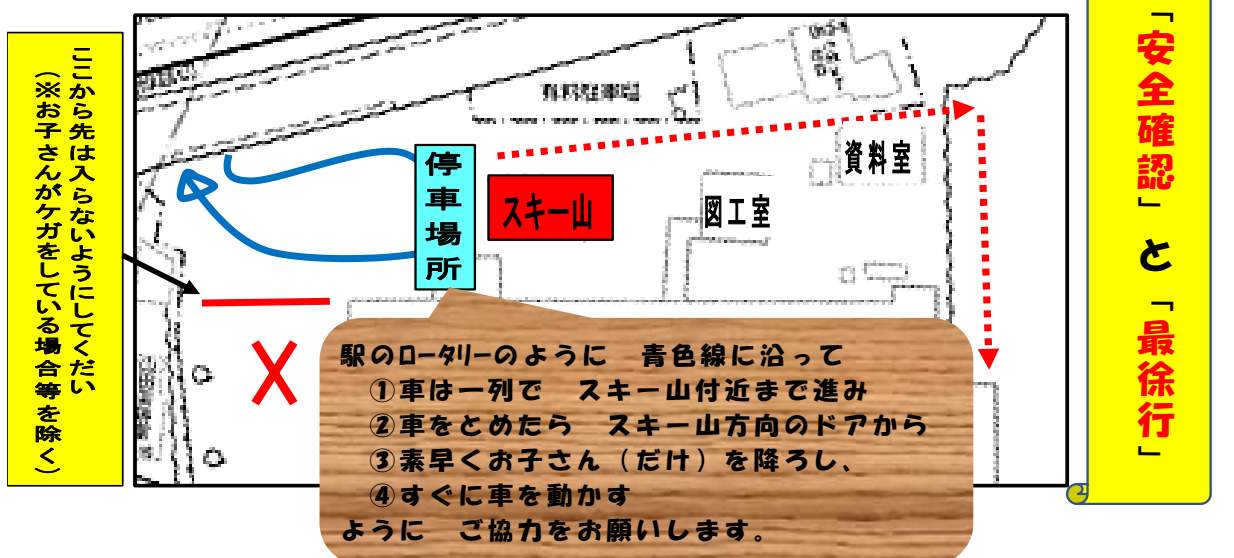 「安全確認」と「最徐行」
ここから先は入らないようにしてくだい
（※お子さんがケガをしている場合等を除く）
有料駐車場
停車場所
スキー山
資料室
図工室
駅のロータリーのように　青色線に沿って
①車は一列で　スキー山付近まで進み
②車をとめたら　スキー山方向のドアから
③素早くお子さん（だけ）を降ろし、
④すぐに車を動かす
ように　ご協力をお願いします。
X